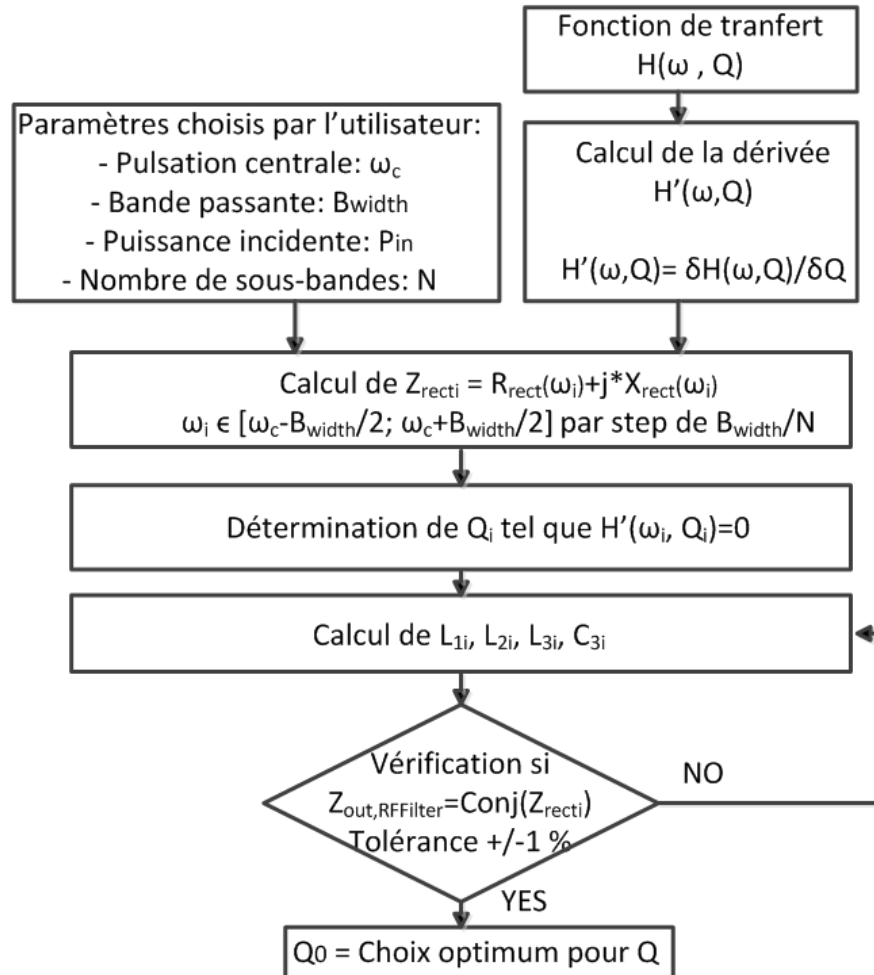 Fonction de tranfert
H(ω , Q)
Paramètres choisis par l'utilisateur:
- Pulsation centrale: ωc
- Bande passante: Bwidth
- Puissance incidente: Pin
- Nombre de sous-bandes: N
Calcul de la dérivée
H'(ω,Q)
H'(ω,Q)= δH(ω,Q)/δQ
Calcul de Zrecti = Rrect(ωi)+j*Xrect(ωi)
ωi ϵ [ωc-Bwidth/2; ωc+Bwidth/2] par step de Bwidth/N
Détermination de Qi tel que H'(ωi, Qi)=0
Calcul de L1i, L2i, L3i, C3i
Vérification si
Zout,RFFilter=Conj(Zrecti)
Tolérance +/-1 %
NO
YES
Q0 = Choix optimum pour Q